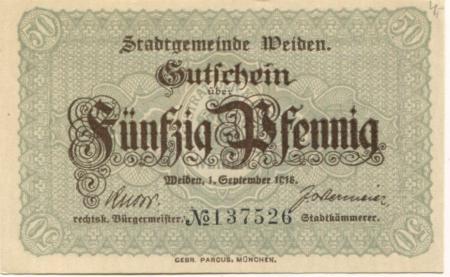 50 50
Stadtgemeinde Weiden.
Gutschein
über
Fünfzig Pfennig
Weiden, 1. September 1918.
rechtsk. Bürgermeister. № 137526 Stadtkämmerer.
50 50
GEBR. PARCUS, MÜNCHEN.